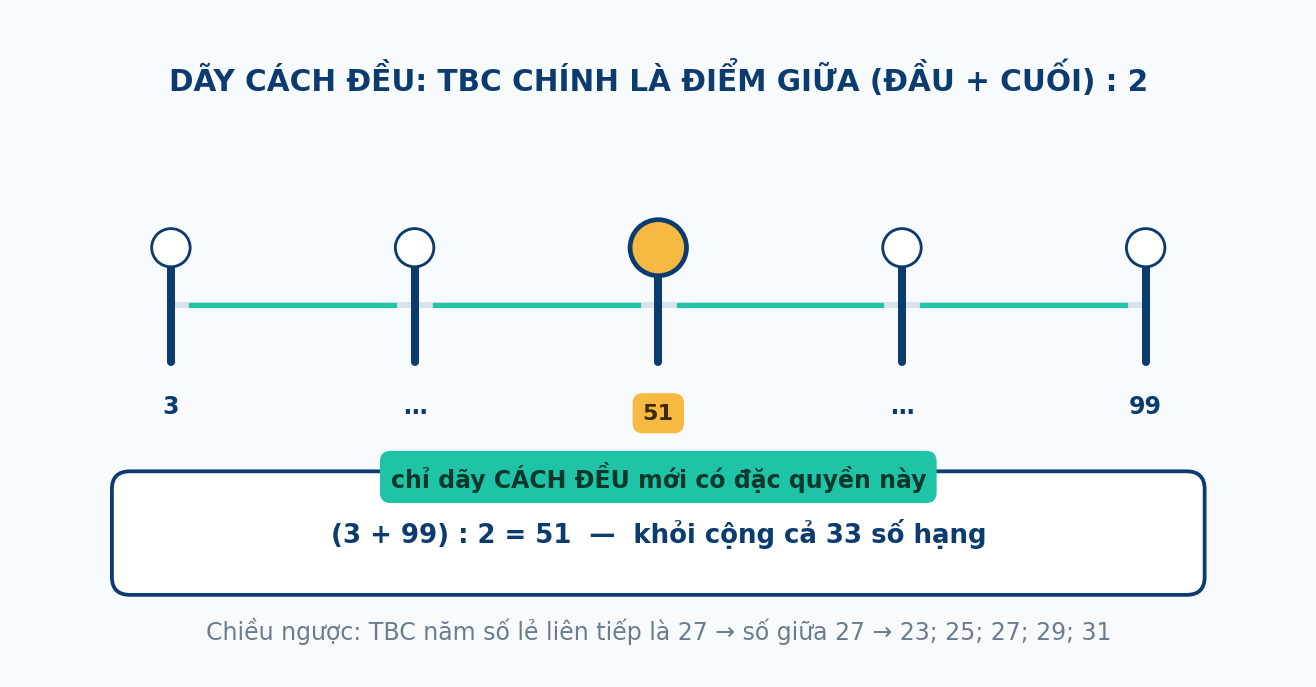 DÃY CÁCH ĐỀU: TBC CHÍNH LÀ ĐIỂM GIỮA (ĐẦU + CUỐI) : 2
3 ... 51 ... 99
chỉ dãy CÁCH ĐỀU mới có đặc quyền này
(3 + 99) : 2 = 51 — khỏi cộng cả 33 số hạng
Chiều ngược: TBC năm số lẻ liên tiếp là 27 → số giữa 27 → 23; 25; 27; 29; 31